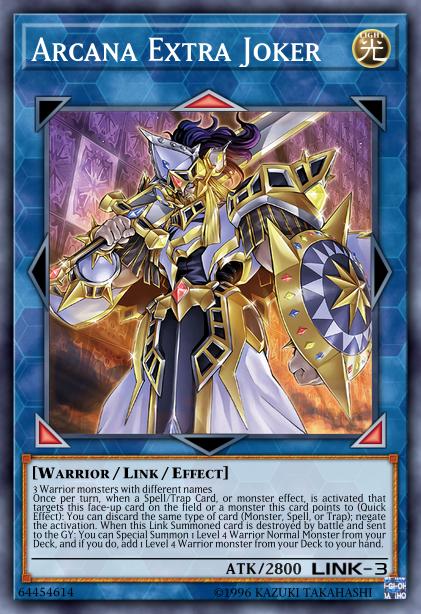 ARCANA EXTRA JOKER
LIGHT
光
[WARRIOR / LINK / EFFECT]
3 Warrior monsters with different names
Once per turn, when a Spell/Trap Card, or monster effect, is activated that
targets this face-up card on the field or a monster this card points to (Quick
Effect): You can discard the same type of card (Monster, Spell, or Trap); negate
the activation. When this Link Summoned card is destroyed by battle and sent
to the GY: You can Special Summon 1 Level 4 Warrior Normal Monster from your
Deck, and if you do, add 1 Level 4 Warrior monster from your Deck to your hand.
ATK/2800 LINK-3
64454614
©1996 KAZUKI TAKAHASHI